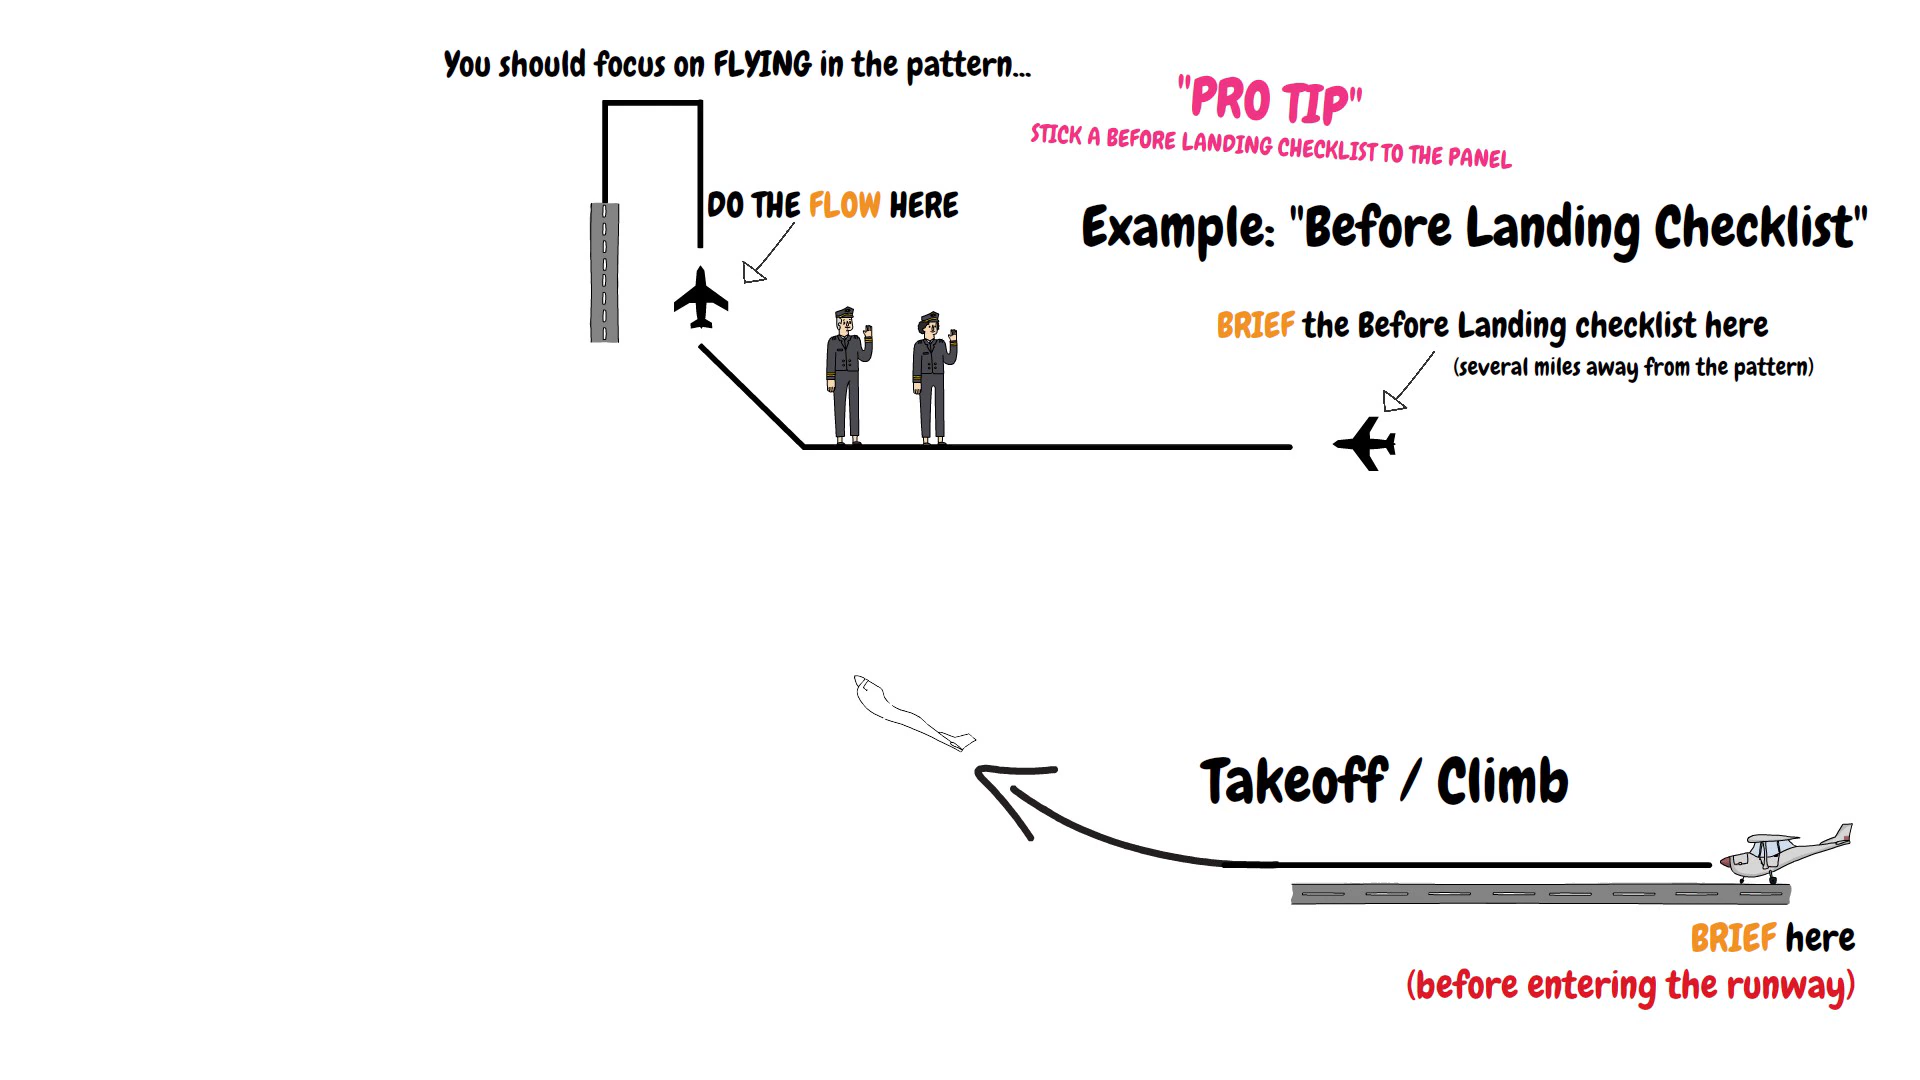 You should focus on FLYING in the pattern...
"PRO TIP"
STICK A BEFORE LANDING CHECKLIST TO THE PANEL
DO THE FLOW HERE
Example: "Before Landing Checklist"
BRIEF the Before Landing checklist here
(several miles away from the pattern)
Takeoff / Climb
BRIEF here
(before entering the runway)